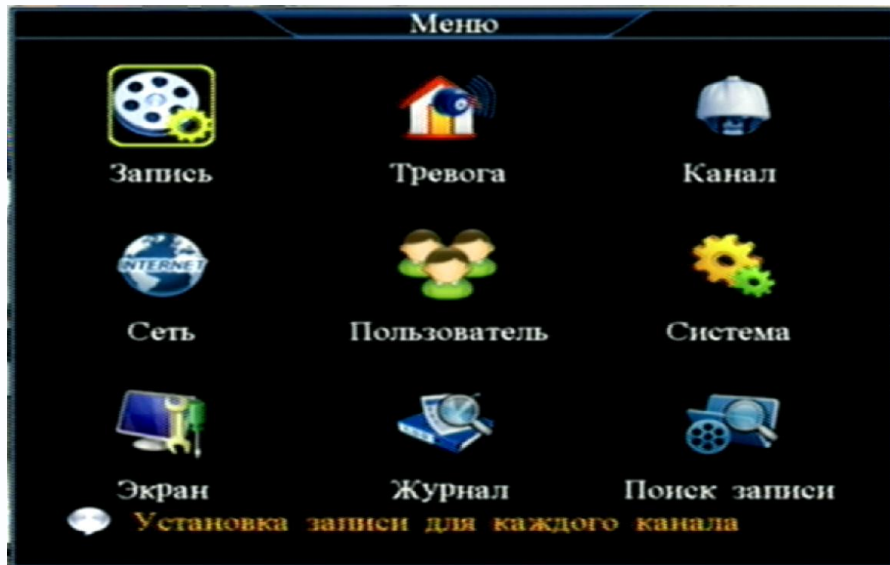 Меню
Запись Тревога Канал
INTERNET
Сеть Пользователь Система
Экран Журнал Поиск записи
Установка записи для каждого канала